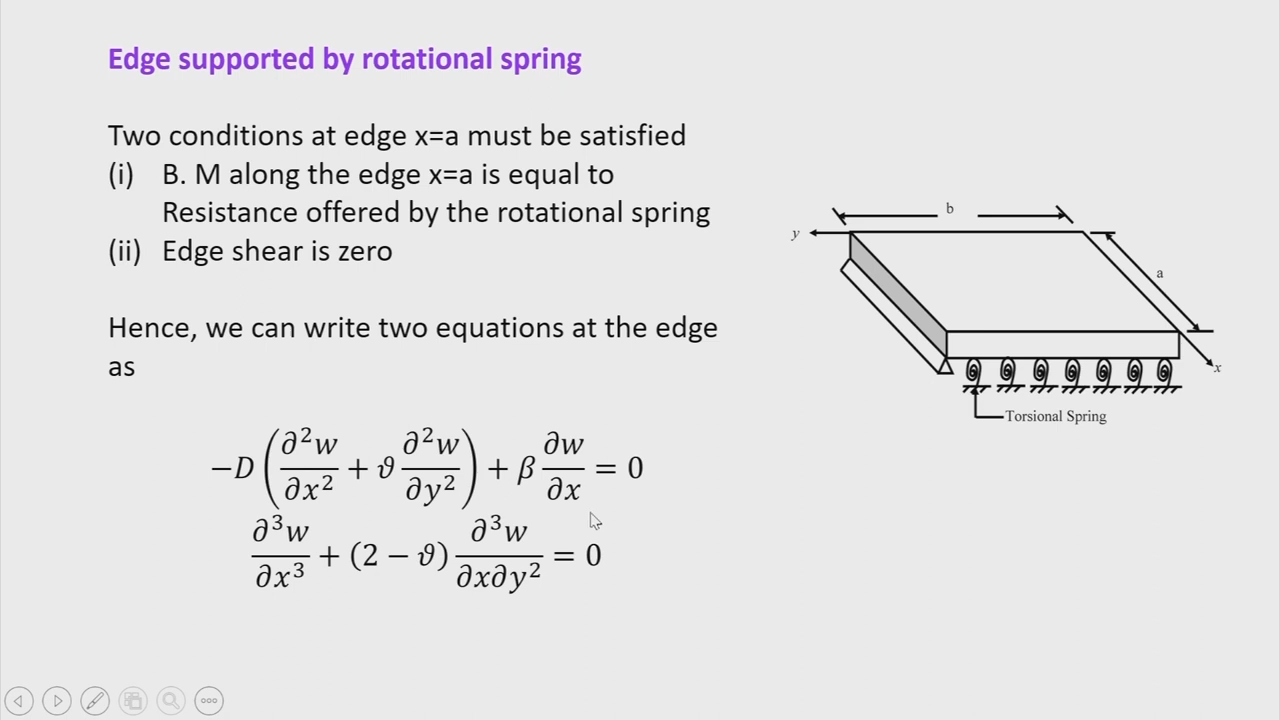 Edge supported by rotational spring
Two conditions at edge x=a must be satisfied
(i) B. M along the edge x=a is equal to
Resistance offered by the rotational spring
(ii) Edge shear is zero
Hence, we can write two equations at the edge
as
−D(∂²w/∂x² + ϑ ∂²w/∂y²) + β ∂w/∂x = 0
∂³w/∂x³ + (2 − ϑ) ∂³w/∂x∂y² = 0
b
y
a
x
Torsional Spring